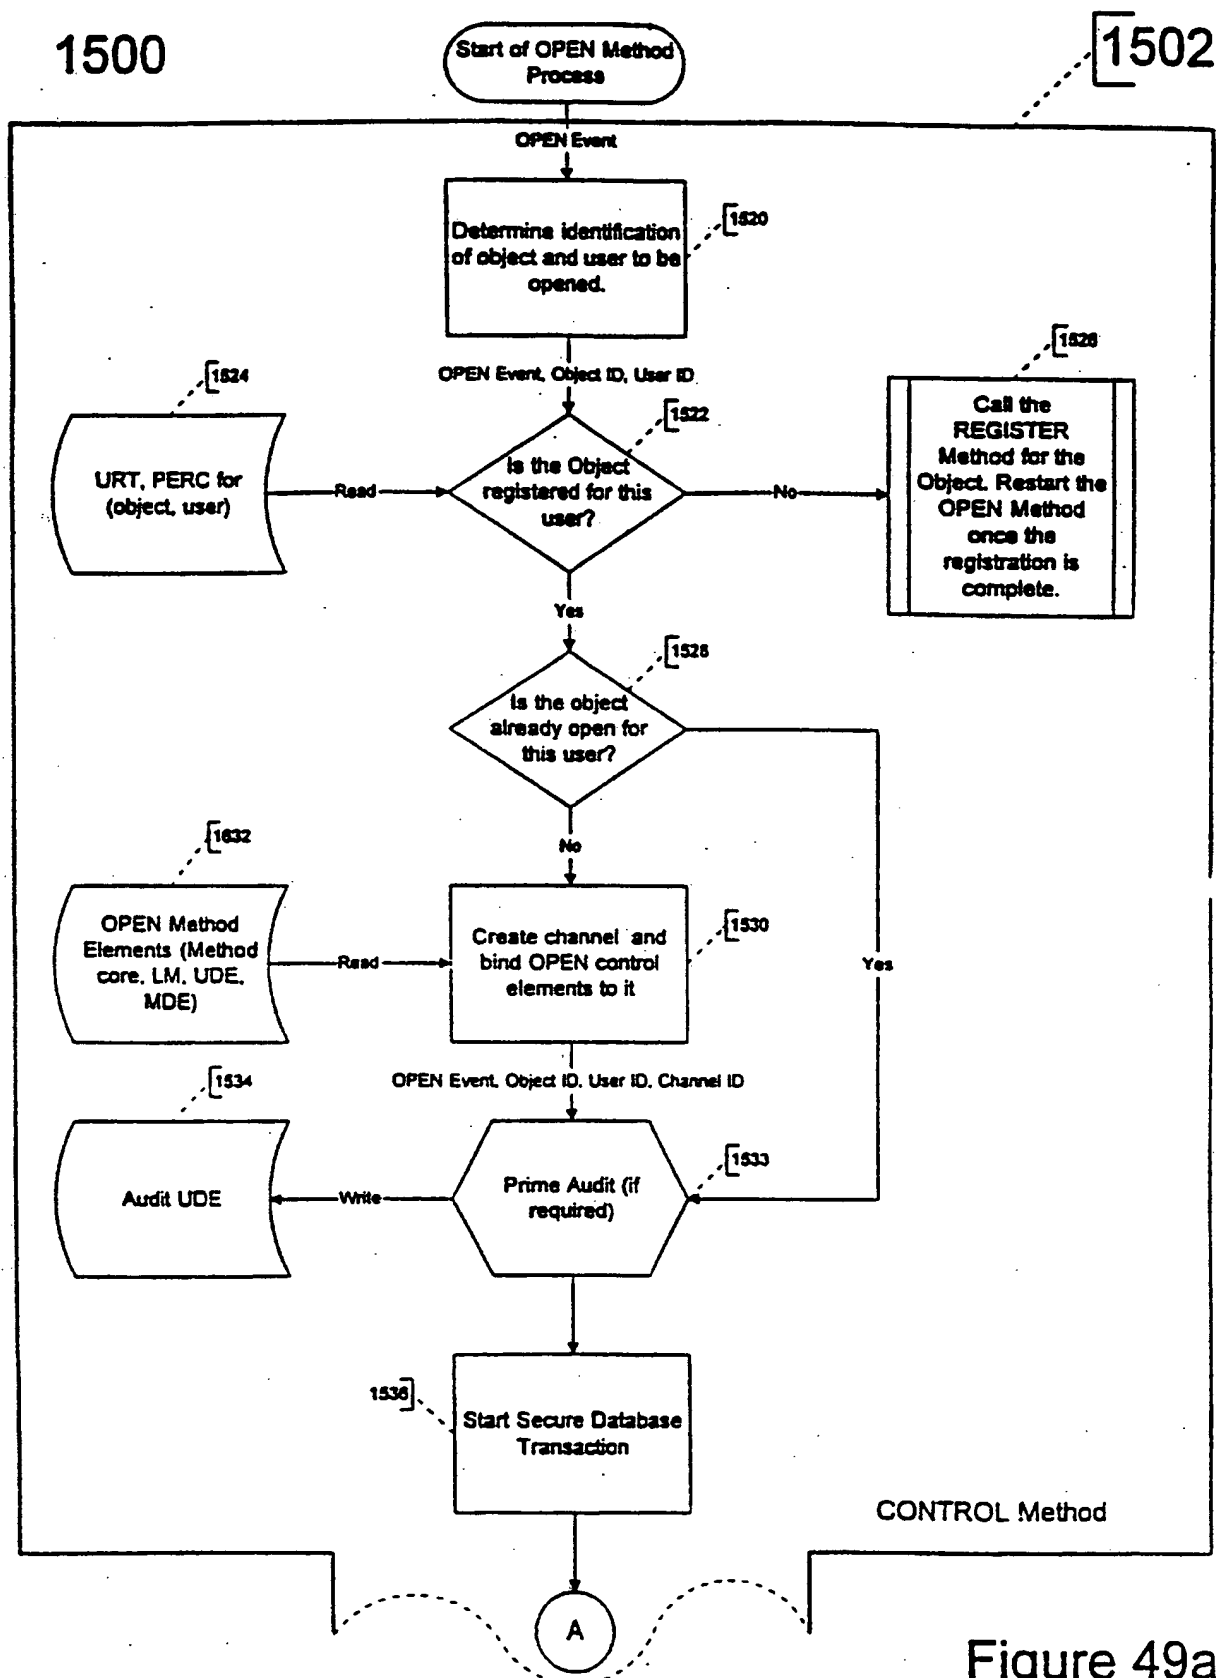 1500
Start of OPEN Method
Process
1502
OPEN Event
Determine identification
of object and user to be
opened.
1520
OPEN Event, Object ID, User ID
1524
URT, PERC for
(object, user)
Read
Is the Object
registered for this
user?
1522
No
1526
Call the
REGISTER
Method for the
Object. Restart the
OPEN Method
once the
registration is
complete.
Yes
Is the object
already open for
this user?
1528
No
Yes
1632
OPEN Method
Elements (Method
core, LM, UDE,
MDE)
Read
Create channel and
bind OPEN control
elements to it
1530
OPEN Event, Object ID, User ID, Channel ID
1534
Audit UDE
Write
Prime Audit (if
required)
1533
1536
Start Secure Database
Transaction
CONTROL Method
A
Figure 49a